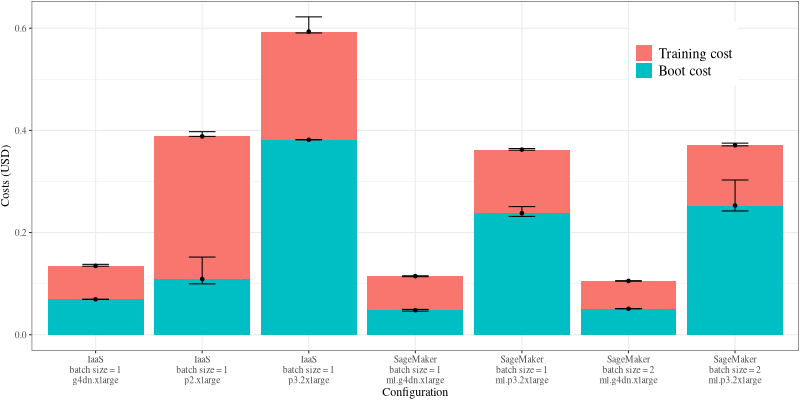 Costs (USD)
0.6
0.4
0.2
0.0
Training cost
Boot cost
IaaS
batch size = 1
g4dn.xlarge
IaaS
batch size = 1
p2.xlarge
IaaS
batch size = 1
p3.2xlarge
SageMaker
batch size = 1
ml.g4dn.xlarge
SageMaker
batch size = 1
ml.p3.2xlarge
SageMaker
batch size = 2
ml.g4dn.xlarge
SageMaker
batch size = 2
ml.p3.2xlarge
Configuration